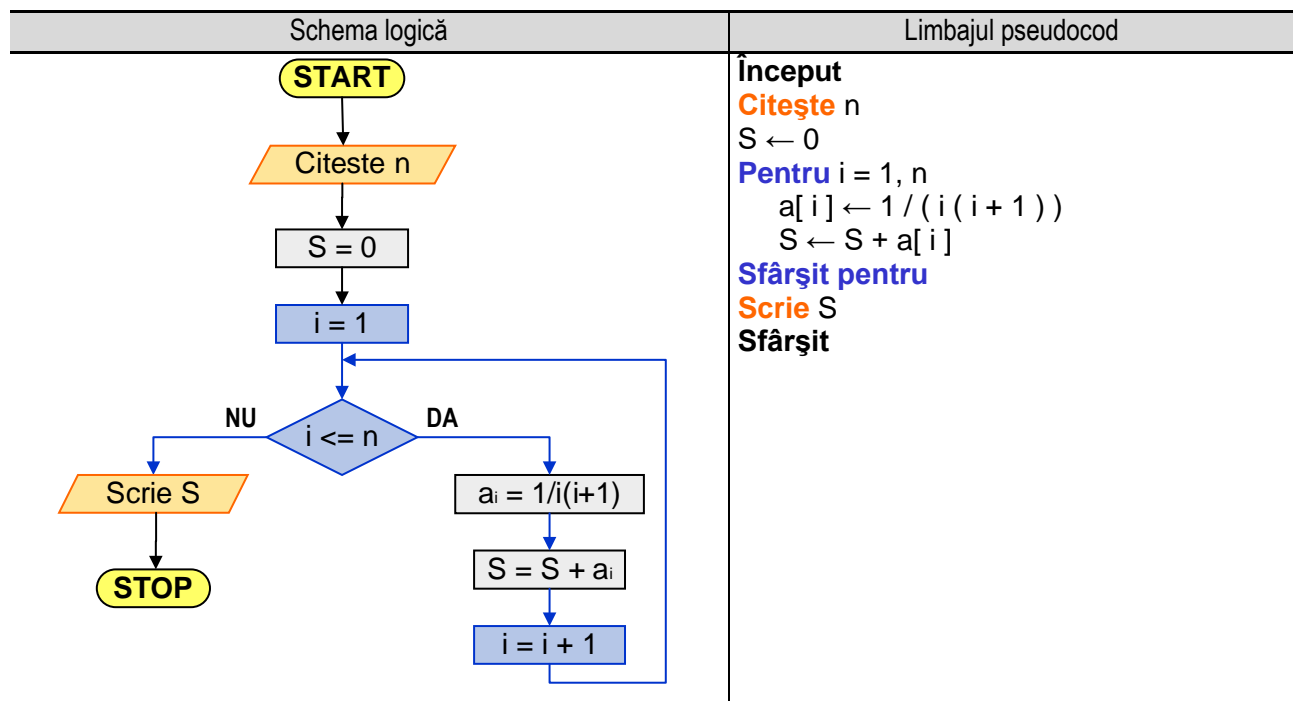 Schema logică
Limbajul pseudocod
START
Citeste n
S = 0
i = 1
NU
i <= n
DA
Scrie S
aᵢ = 1/i(i+1)
S = S + aᵢ
STOP
i = i + 1
Început
Citeşte n
S ← 0
Pentru i = 1, n
a[ i ] ← 1 / ( i ( i + 1 ) )
S ← S + a[ i ]
Sfârşit pentru
Scrie S
Sfârşit